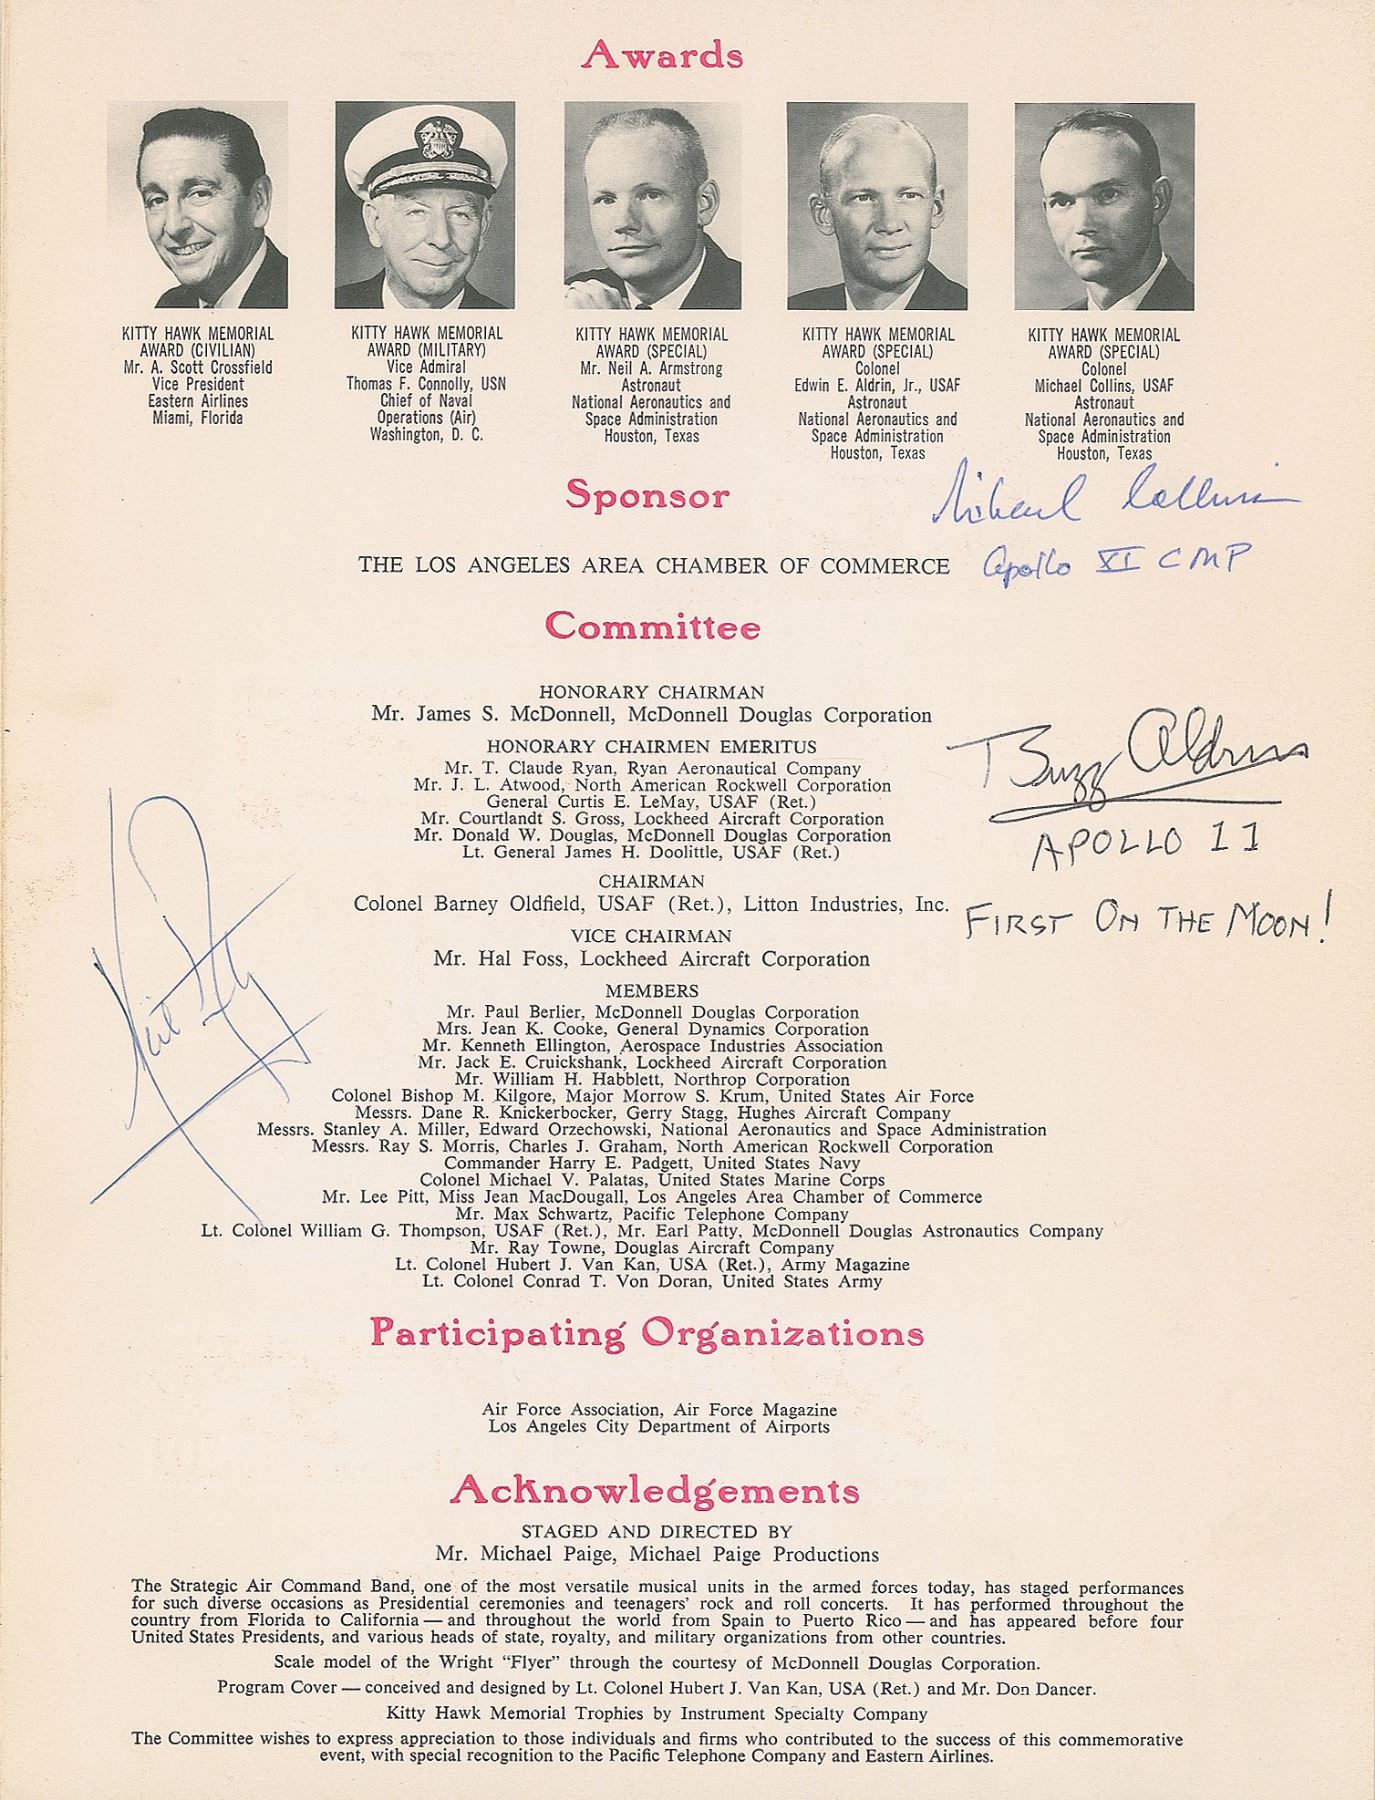 Awards
KITTY HAWK MEMORIAL
AWARD (CIVILIAN)
Mr. A. Scott Crossfield
Vice President
Eastern Airlines
Miami, Florida
KITTY HAWK MEMORIAL
AWARD (MILITARY)
Vice Admiral
Thomas F. Connolly, USN
Chief of Naval
Operations (Air)
Washington, D. C.
KITTY HAWK MEMORIAL
AWARD (SPECIAL)
Mr. Neil A. Armstrong
Astronaut
National Aeronautics and
Space Administration
Houston, Texas
KITTY HAWK MEMORIAL
AWARD (SPECIAL)
Colonel
Edwin E. Aldrin, Jr., USAF
Astronaut
National Aeronautics and
Space Administration
Houston, Texas
KITTY HAWK MEMORIAL
AWARD (SPECIAL)
Colonel
Michael Collins, USAF
Astronaut
National Aeronautics and
Space Administration
Houston, Texas
Michael Collins
Sponsor
THE LOS ANGELES AREA CHAMBER OF COMMERCE
Apollo XI CMP
Committee
HONORARY CHAIRMAN
Mr. James S. McDonnell, McDonnell Douglas Corporation
HONORARY CHAIRMEN EMERITUS
Mr. T. Claude Ryan, Ryan Aeronautical Company
Mr. J. L. Atwood, North American Rockwell Corporation
General Curtis E. LeMay, USAF (Ret.)
Mr. Courtlandt S. Gross, Lockheed Aircraft Corporation
Mr. Donald W. Douglas, McDonnell Douglas Corporation
Lt. General James H. Doolittle, USAF (Ret.)
Buzz Aldrin
APOLLO 11
FIRST ON THE MOON!
CHAIRMAN
Colonel Barney Oldfield, USAF (Ret.), Litton Industries, Inc.
VICE CHAIRMAN
Mr. Hal Foss, Lockheed Aircraft Corporation
MEMBERS
Mr. Paul Berlier, McDonnell Douglas Corporation
Mrs. Jean K. Cooke, General Dynamics Corporation
Mr. Kenneth Ellington, Aerospace Industries Association
Mr. Jack E. Cruickshank, Lockheed Aircraft Corporation
Mr. William H. Habblett, Northrop Corporation
Colonel Bishop M. Kilgore, Major Morrow S. Krum, United States Air Force
Messrs. Dane R. Knickerbocker, Gerry Stagg, Hughes Aircraft Company
Messrs. Stanley A. Miller, Edward Orzechowski, National Aeronautics and Space Administration
Messrs. Ray S. Morris, Charles J. Graham, North American Rockwell Corporation
Commander Harry E. Padgett, United States Navy
Colonel Michael V. Palatas, United States Marine Corps
Mr. Lee Pitt, Miss Jean MacDougall, Los Angeles Area Chamber of Commerce
Mr. Max Schwartz, Pacific Telephone Company
Lt. Colonel William G. Thompson, USAF (Ret.), Mr. Earl Patty, McDonnell Douglas Astronautics Company
Mr. Ray Towne, Douglas Aircraft Company
Lt. Colonel Hubert J. Van Kan, USA (Ret.), Army Magazine
Lt. Colonel Conrad T. Von Doran, United States Army
Participating Organizations
Air Force Association, Air Force Magazine
Los Angeles City Department of Airports
Acknowledgements
STAGED AND DIRECTED BY
Mr. Michael Paige, Michael Paige Productions
The Strategic Air Command Band, one of the most versatile musical units in the armed forces today, has staged performances
for such diverse occasions as Presidential ceremonies and teenagers' rock and roll concerts. It has performed throughout the
country from Florida to California — and throughout the world from Spain to Puerto Rico — and has appeared before four
United States Presidents, and various heads of state, royalty, and military organizations from other countries.
Scale model of the Wright "Flyer" through the courtesy of McDonnell Douglas Corporation.
Program Cover — conceived and designed by Lt. Colonel Hubert J. Van Kan, USA (Ret.) and Mr. Don Dancer.
Kitty Hawk Memorial Trophies by Instrument Specialty Company
The Committee wishes to express appreciation to those individuals and firms who contributed to the success of this commemorative
event, with special recognition to the Pacific Telephone Company and Eastern Airlines.